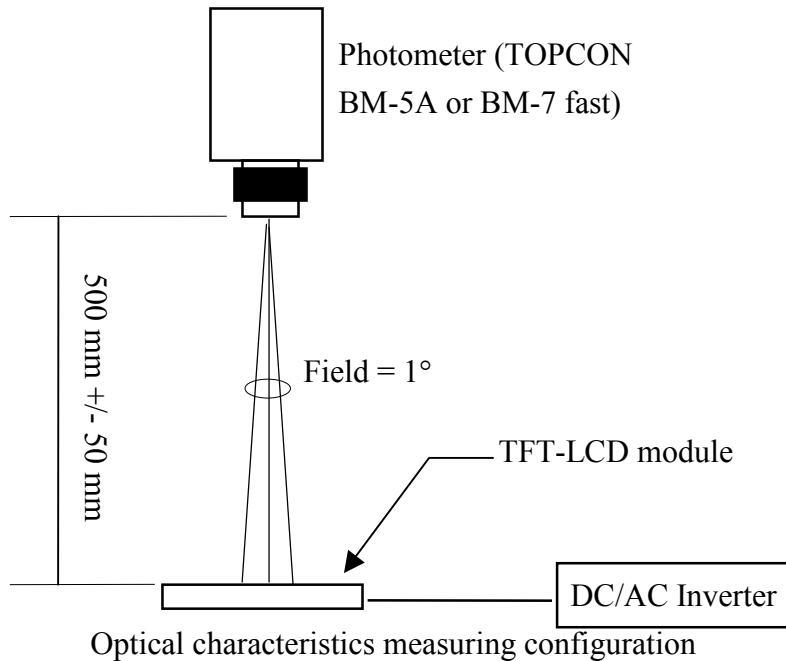 Photometer (TOPCON
BM-5A or BM-7 fast)
500 mm +/- 50 mm
Field = 1°
TFT-LCD module
DC/AC Inverter
Optical characteristics measuring configuration